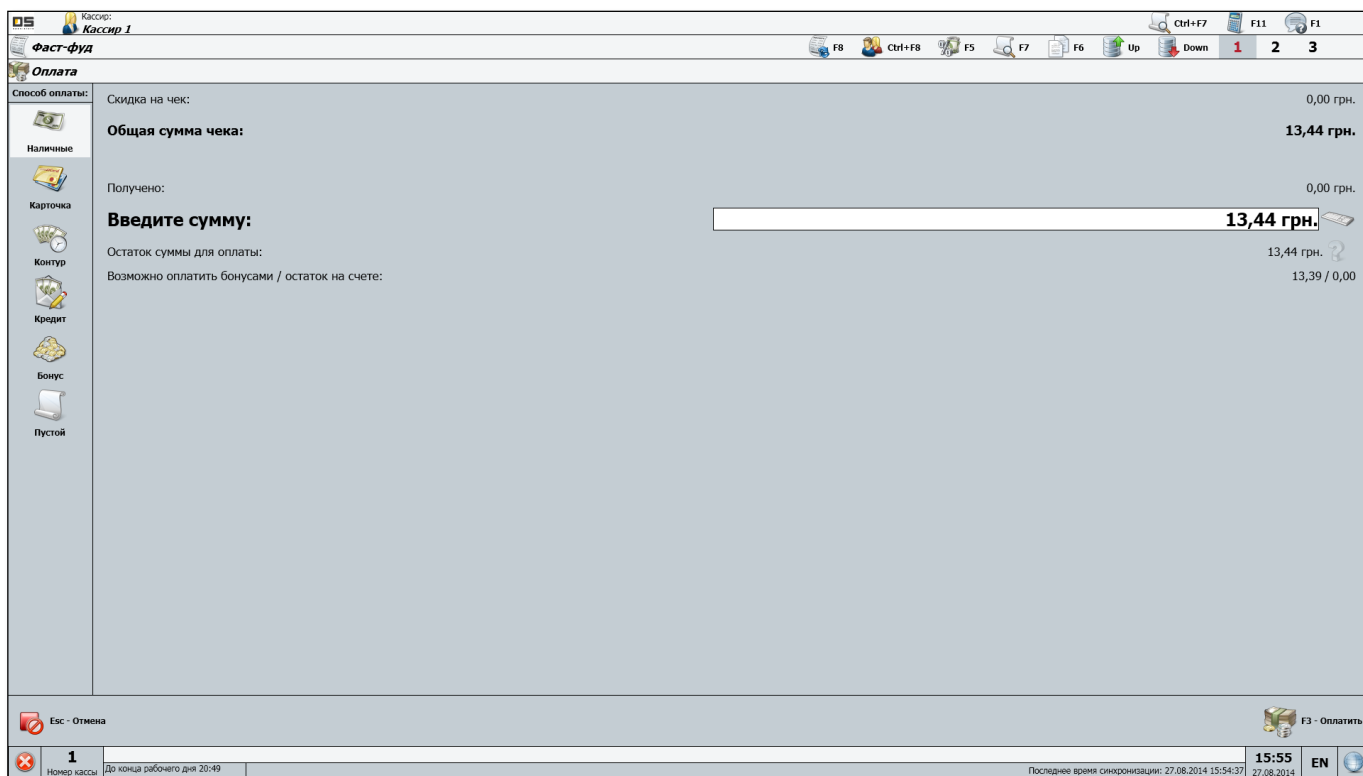 Кассир:
Кассир 1
Ctrl+F7 F11 F1
Фаст-фуд
F8 Ctrl+F8 F5 F7 F6 Up Down 1 2 3
Оплата
Способ оплаты:
Скидка на чек: 0,00 грн.
Общая сумма чека: 13,44 грн.
Наличные
Получено: 0,00 грн.
Карточка
Введите сумму: 13,44 грн.
Остаток суммы для оплаты: 13,44 грн.
Контур
Возможно оплатить бонусами / остаток на счете: 13,39 / 0,00
Кредит
Бонус
Пустой
Esc - Отмена
F3 - Оплатить
1
Номер кассы
До конца рабочего дня 20:49
Последнее время синхронизации: 27.08.2014 15:54:37
15:55
27.08.2014
EN